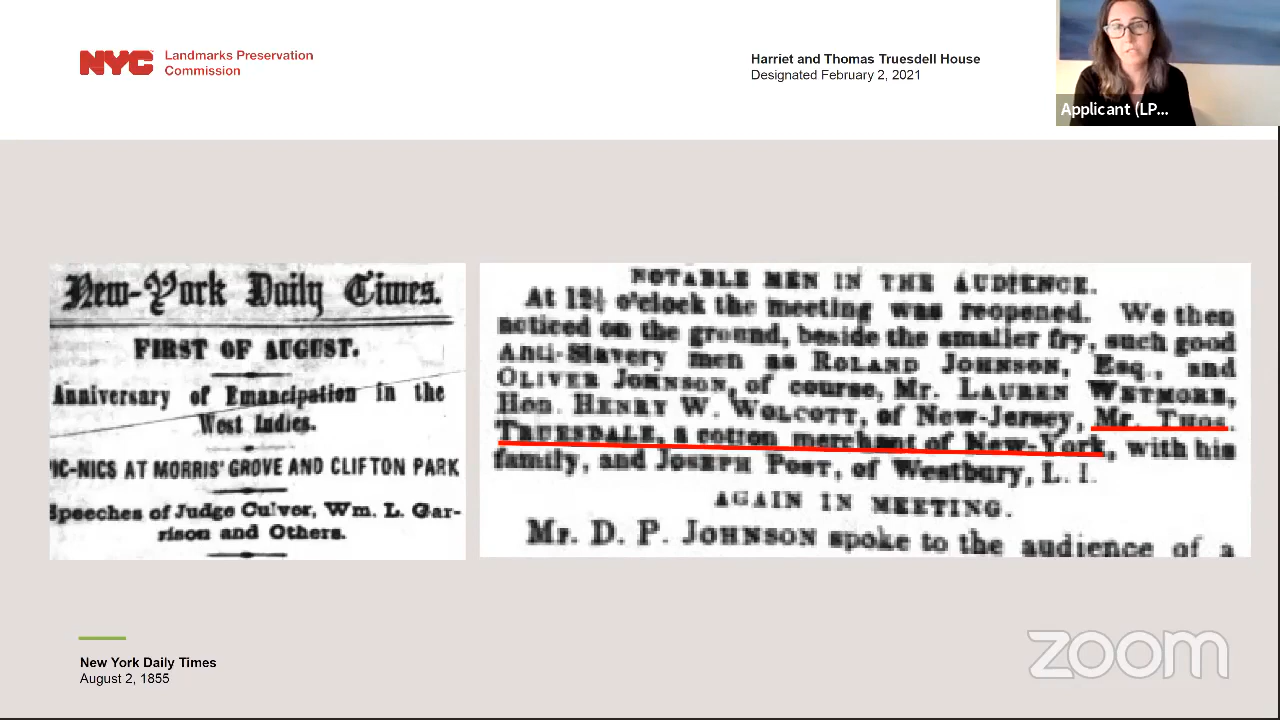 NYC Landmarks Preservation
Commission
Harriet and Thomas Truesdell House
Designated February 2, 2021
Applicant (LP...
New-York Daily Times.
FIRST OF AUGUST.
Anniversary of Emancipation in the
West Indies.
IC-NICS AT MORRIS' GROVE AND CLIFTON PARK
Speeches of Judge Culver, Wm. L. Gar-
rison and Others.
NOTABLE MEN IN THE AUDIENCE.
At 12½ o'clock the meeting was reopened. We then
noticed on the ground, beside the smaller fry, such good
Anti-Slavery men as ROLAND JOHNSON, Esq., and
OLIVER JOHNSON, of course, Mr. LAUREN WETMORE,
Hon. HENRY W. WOLCOTT, of New-Jersey, Mr. THOS.
TRUESDALE, a cotton merchant of New-York, with his
family, and JOSEPH POST, of Westbury, L. I.
AGAIN IN MEETING.
Mr. D. P. JOHNSON spoke to the audience of a
New York Daily Times
August 2, 1855
zoom